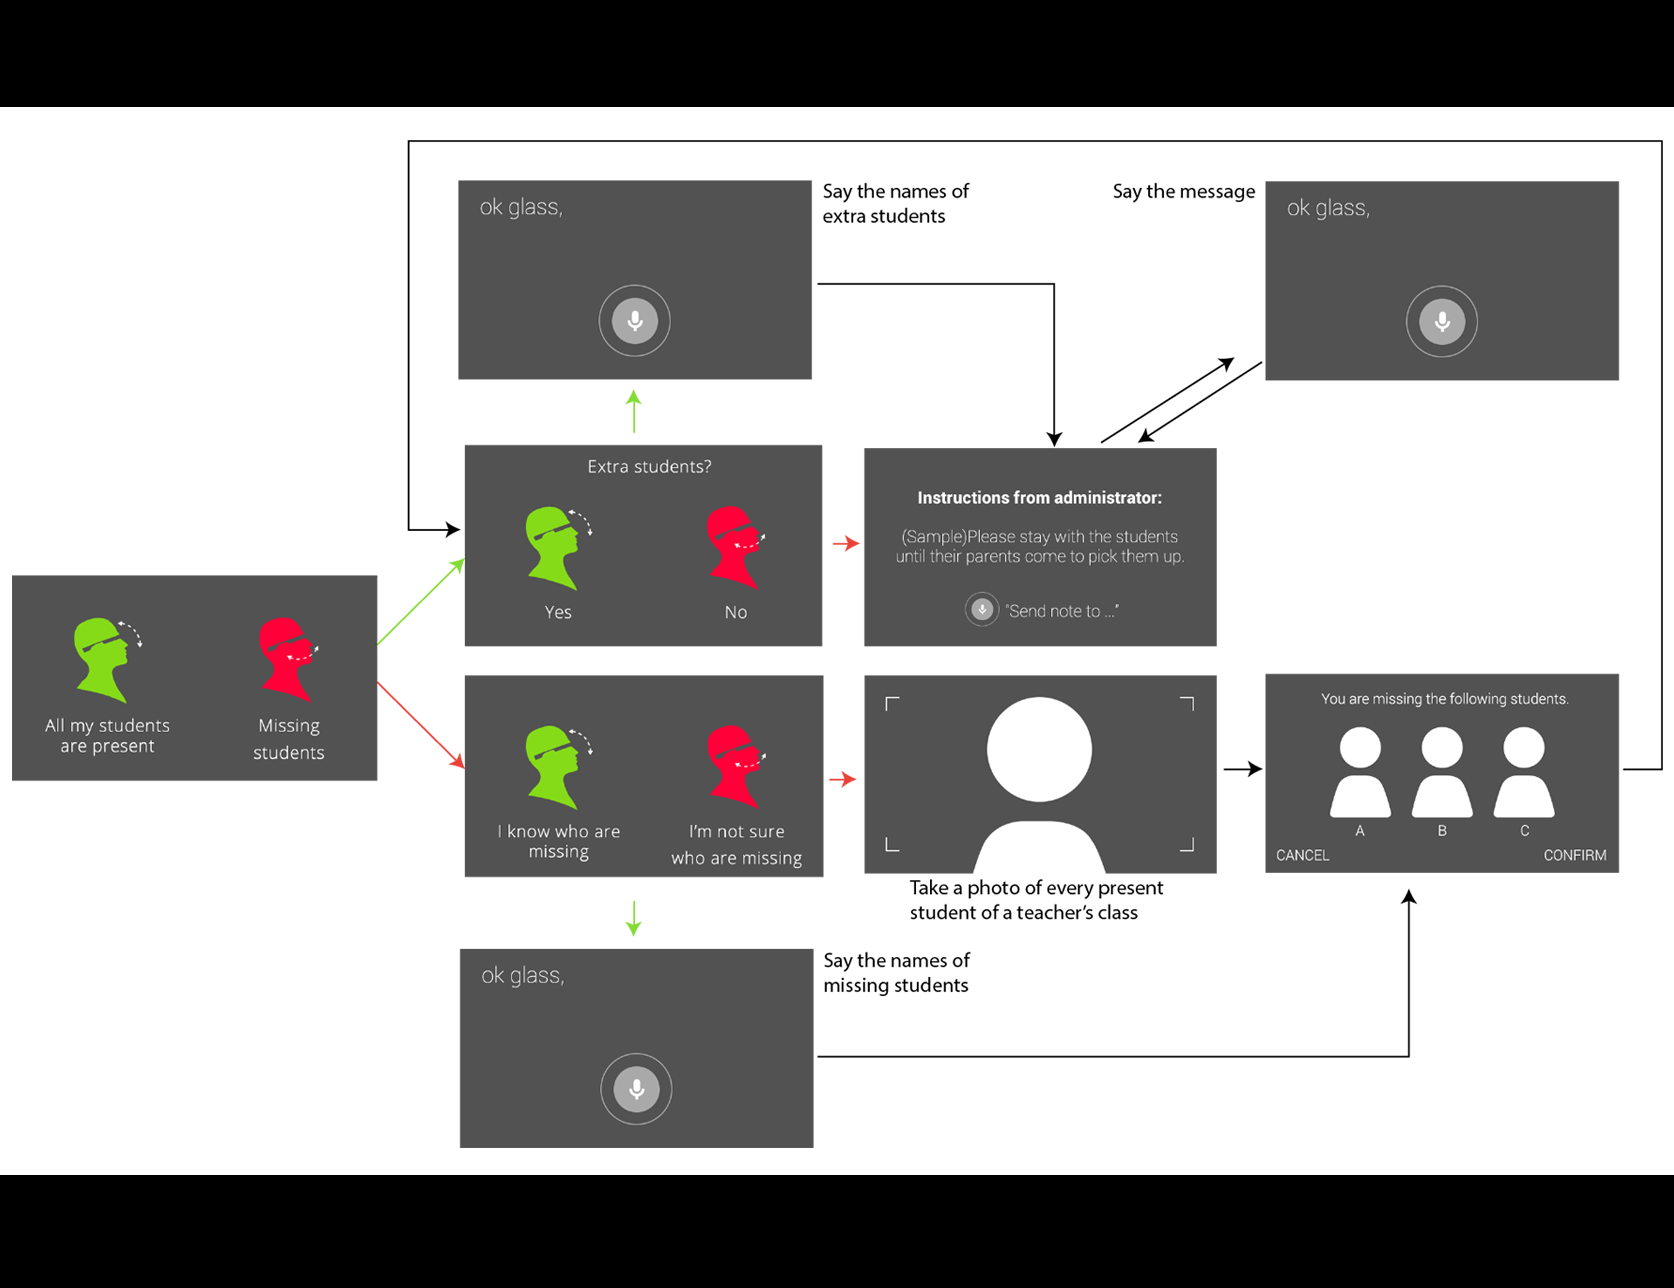 ok glass,
Say the names of
extra students
Say the message
ok glass,
Extra students?
Yes
No
Instructions from administrator:
(Sample)Please stay with the students
until their parents come to pick them up.
"Send note to ..."
All my students
are present
Missing
students
I know who are
missing
I'm not sure
who are missing
Take a photo of every present
student of a teacher's class
You are missing the following students.
A
B
C
CANCEL
CONFIRM
ok glass,
Say the names of
missing students